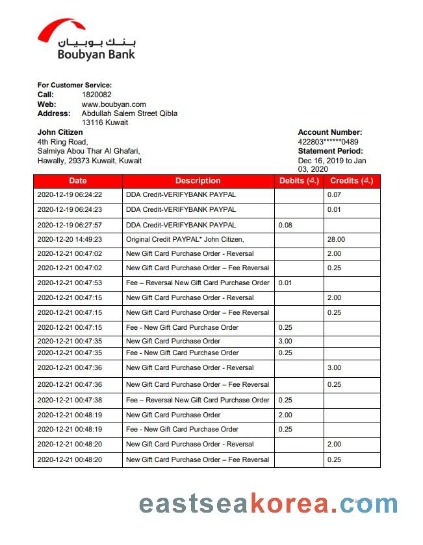 بنك بوبيان
Boubyan Bank
For Customer Service:
Call: 1820082
Web: www.boubyan.com
Address: Abdullah Salem Street Qibla
13116 Kuwait
John Citizen
4th Ring Road,
Salmiya Abou Thar Al Ghafari,
Hawally, 29373 Kuwait, Kuwait
Account Number:
422803******0489
Statement Period:
Dec 16, 2019 to Jan
03, 2020
Date Description Debits (د.ك) Credits (د.ك)
2020-12-19 06:24:22 DDA Credit-VERIFYBANK PAYPAL 0.07
2020-12-19 06:24:23 DDA Credit-VERIFYBANK PAYPAL 0.01
2020-12-19 06:27:57 DDA Credit-VERIFYBANK PAYPAL 0.08
2020-12-20 14:49:23 Original Credit PAYPAL* John Citizen, 28.00
2020-12-21 00:47:02 New Gift Card Purchase Order - Reversal 2.00
2020-12-21 00:47:02 New Gift Card Purchase Order – Fee Reversal 0.25
2020-12-21 00:47:53 Fee – Reversal New Gift Card Purchase Order 0.01
2020-12-21 00:47:15 New Gift Card Purchase Order - Reversal 2.00
2020-12-21 00:47:15 New Gift Card Purchase Order – Fee Reversal 0.25
2020-12-21 00:47:15 Fee - New Gift Card Purchase Order 0.25
2020-12-21 00:47:35 New Gift Card Purchase Order 3.00
2020-12-21 00:47:35 Fee - New Gift Card Purchase Order 0.25
2020-12-21 00:47:36 New Gift Card Purchase Order - Reversal 3.00
2020-12-21 00:47:36 New Gift Card Purchase Order – Fee Reversal 0.25
2020-12-21 00:47:38 Fee – Reversal New Gift Card Purchase Order 0.25
2020-12-21 00:48:19 New Gift Card Purchase Order 2.00
2020-12-21 00:48:19 Fee - New Gift Card Purchase Order 0.25
2020-12-21 00:48:20 New Gift Card Purchase Order - Reversal 2.00
2020-12-21 00:48:20 New Gift Card Purchase Order – Fee Reversal 0.25
eastseakorea.com